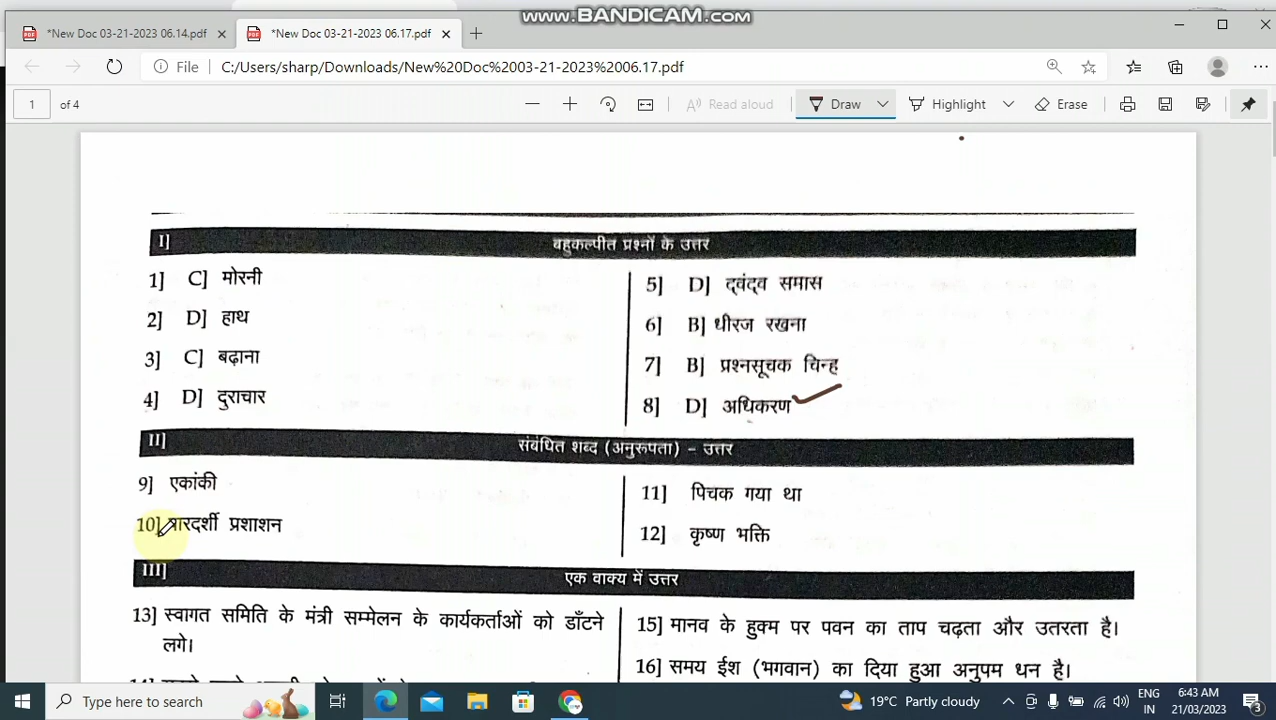 www.BANDICAM.com
*New Doc 03-21-2023 06.14.pdf
*New Doc 03-21-2023 06.17.pdf
File
C:/Users/sharp/Downloads/New%20Doc%2003-21-2023%2006.17.pdf
1 of 4
Read aloud
Draw
Highlight
Erase
I] बहुकल्पीत प्रश्नों के उत्तर
1] C] मोरनी
2] D] हाथ
3] C] बढ़ाना
4] D] दुराचार
5] D] द्वंद्व समास
6] B] धीरज रखना
7] B] प्रश्नसूचक चिन्ह
8] D] अधिकरण
II] संबंधित शब्द (अनुरूपता) - उत्तर
9] एकांकी
10] प्रशाशन
11] पिचक गया था
12] कृष्ण भक्ति
III] एक वाक्य में उत्तर
13] स्वागत समिति के मंत्री सम्मेलन के कार्यकर्ताओं को डाँटने
लगे।
15] मानव के हुक्म पर पवन का ताप चढ़ता और उतरता है।
16] समय ईश (भगवान) का दिया हुआ अनुपम धन है।
Type here to search
19°C Partly cloudy
ENG
IN
6:43 AM
21/03/2023
3